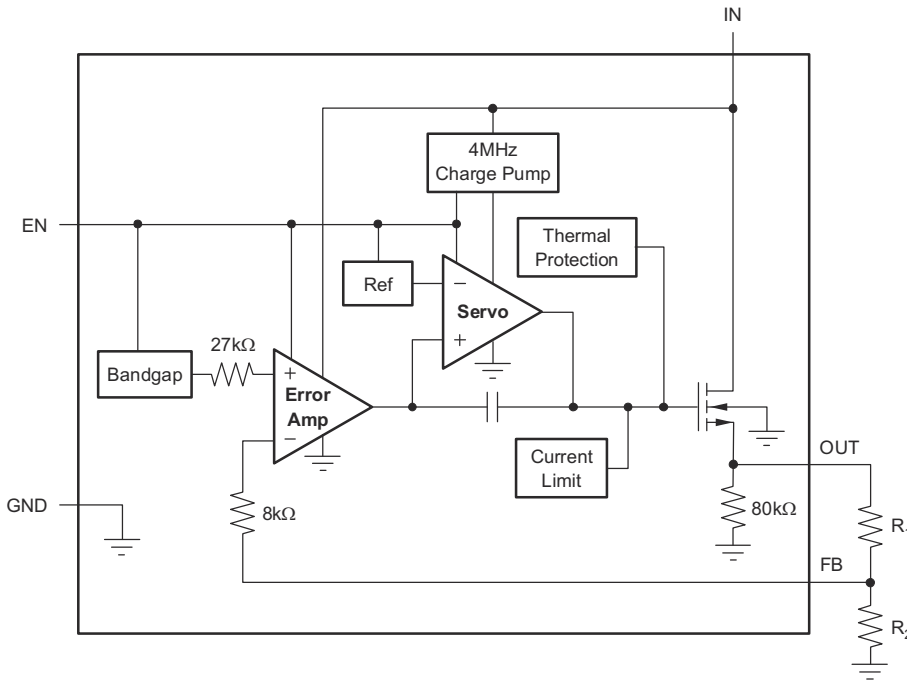 IN
4MHz
Charge Pump
EN
Thermal
Protection
Ref
−
Servo
+
27kΩ
Bandgap
+
Error
Amp
−
OUT
Current
Limit
GND
8kΩ
80kΩ
FB
R₂